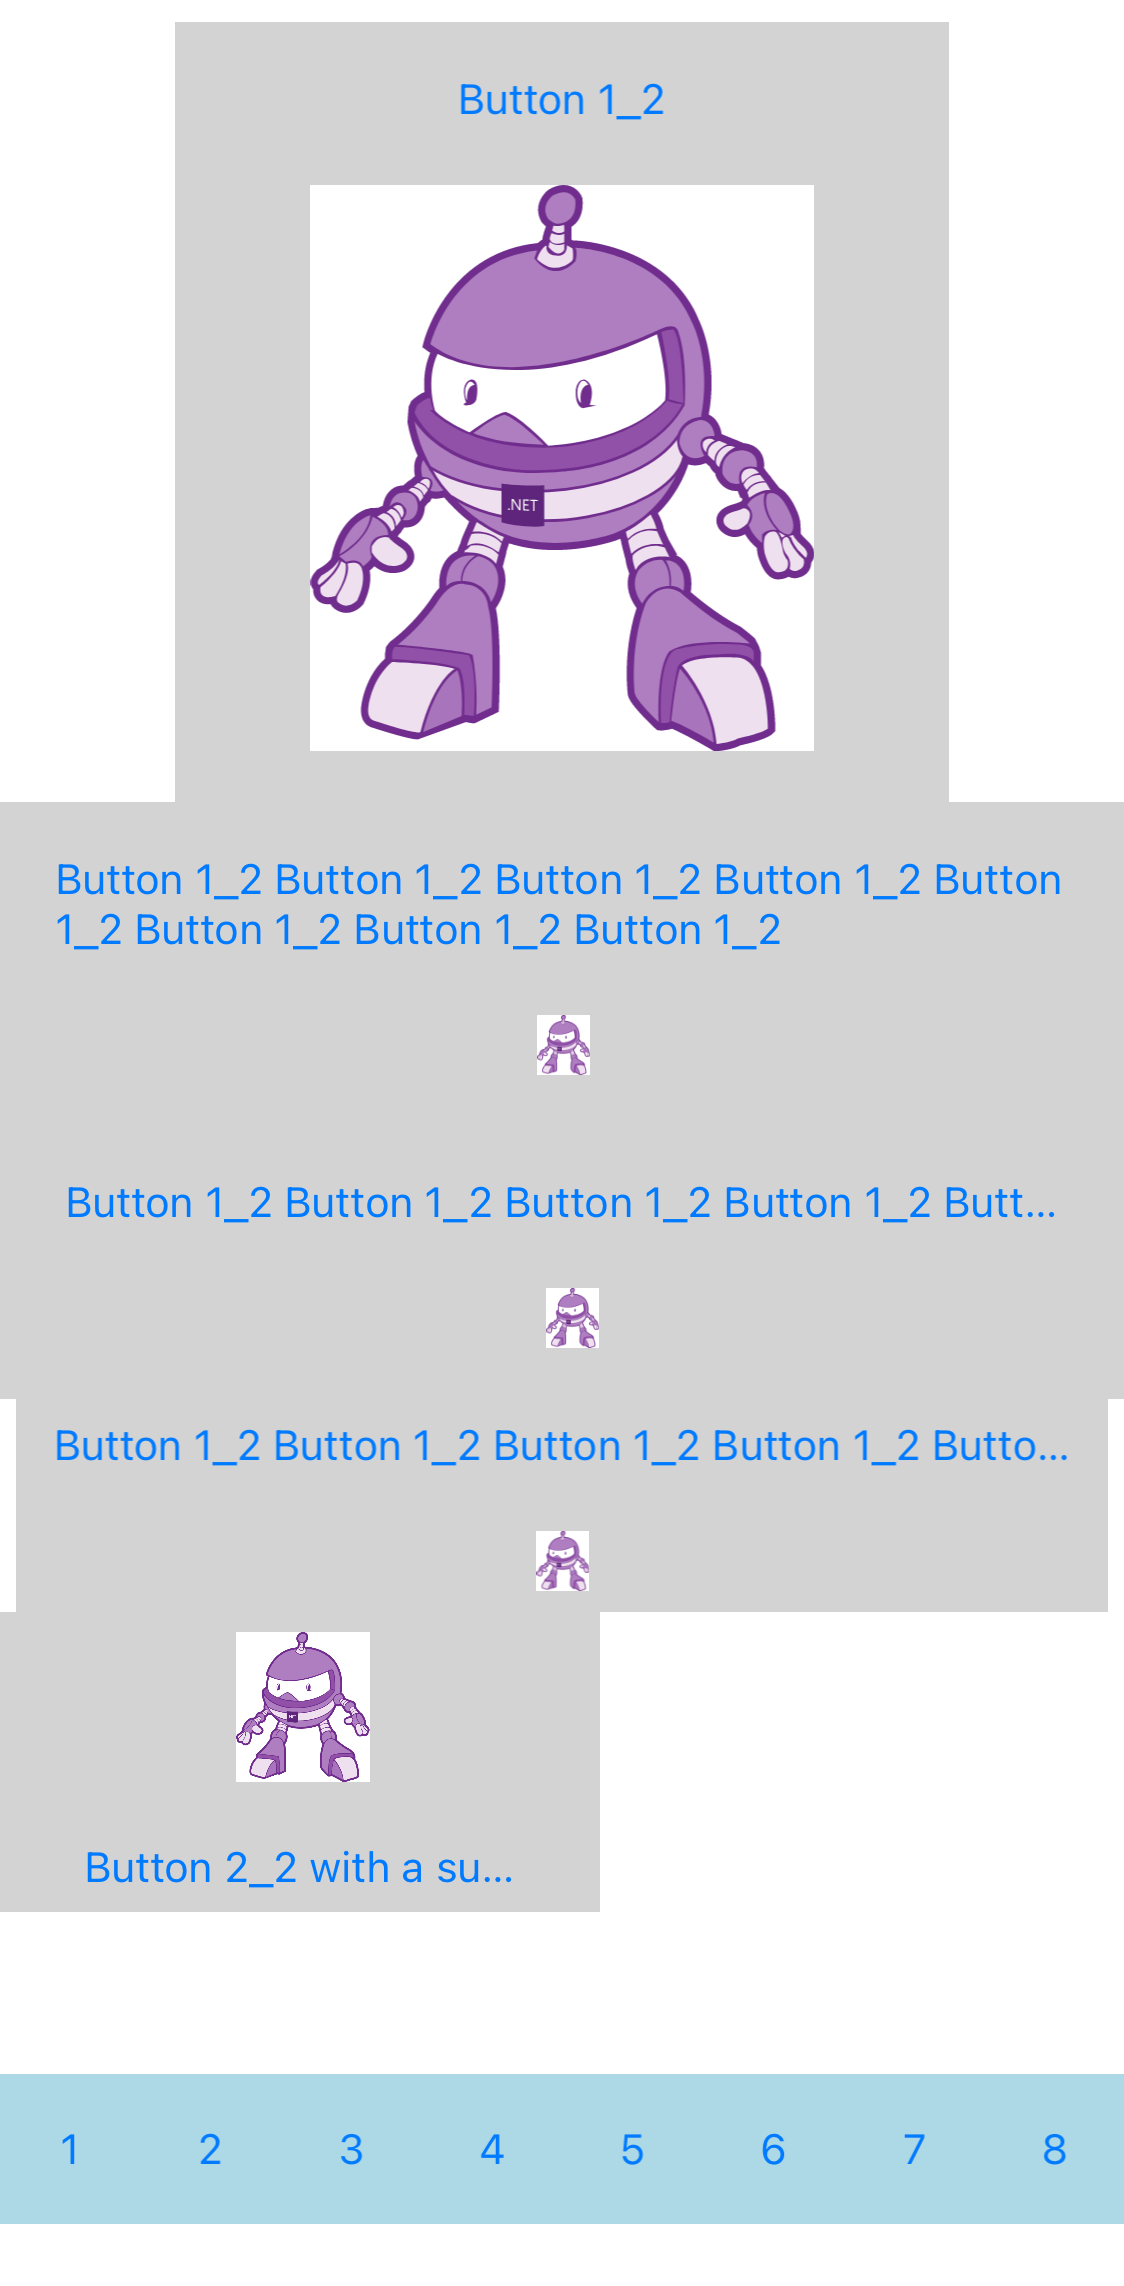 Button 1_2
.NET
Button 1_2 Button 1_2 Button 1_2 Button 1_2 Button
1_2 Button 1_2 Button 1_2 Button 1_2
Button 1_2 Button 1_2 Button 1_2 Button 1_2 Butt...
Button 1_2 Button 1_2 Button 1_2 Button 1_2 Butto...
Button 2_2 with a su...
1 2 3 4 5 6 7 8